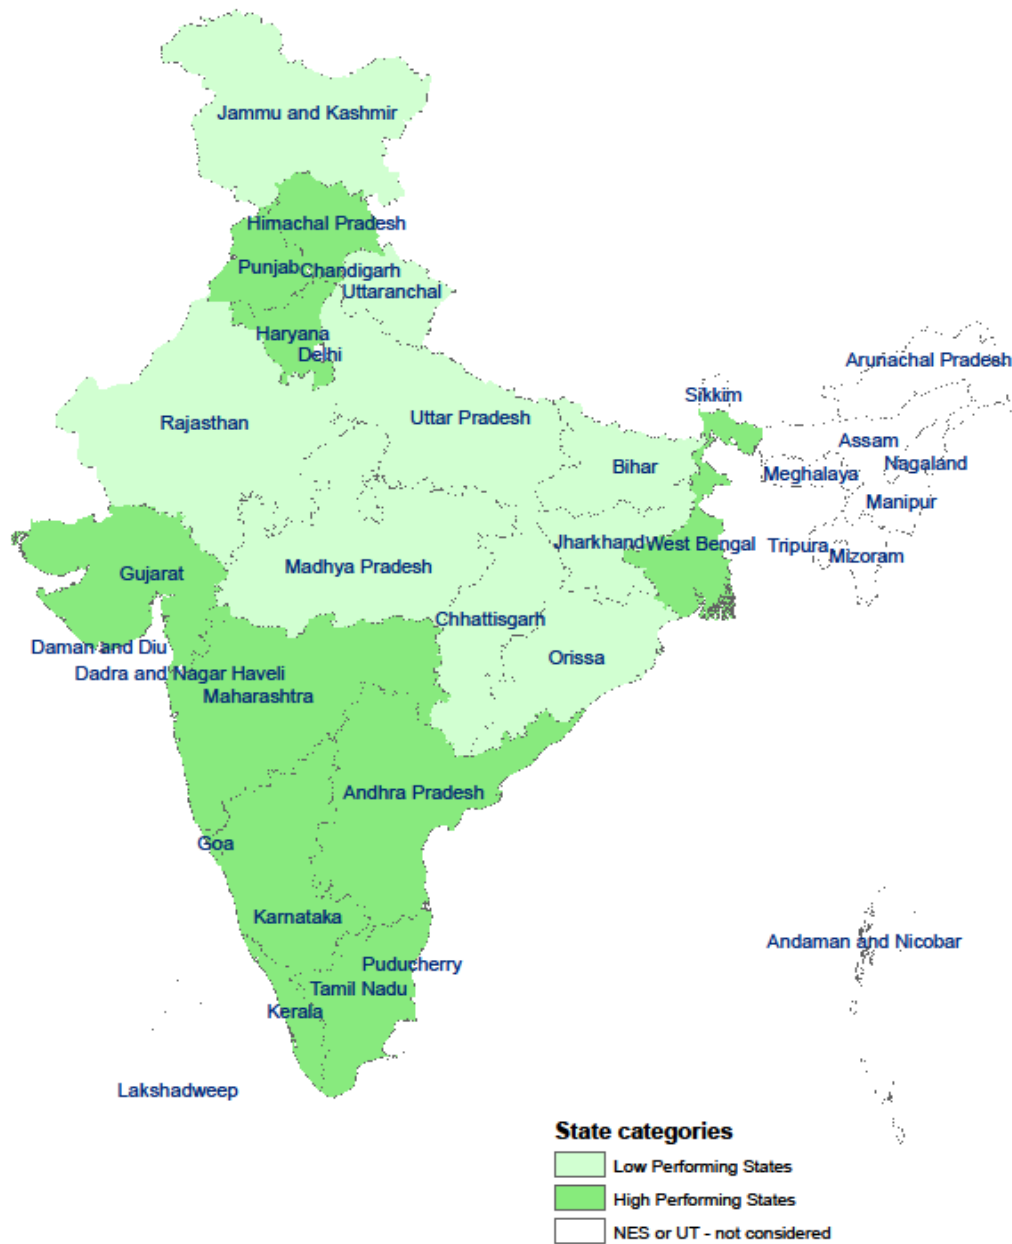 Jammu and Kashmir
Himachal Pradesh
Punjab
Chandigarh
Uttaranchal
Haryana
Delhi
Arunachal Pradesh
Sikkim
Rajasthan
Uttar Pradesh
Assam
Bihar
Meghalaya
Nagaland
Manipur
Jharkhand
West Bengal
Tripura
Mizoram
Gujarat
Madhya Pradesh
Chhattisgarh
Daman and Diu
Orissa
Dadra and Nagar Haveli
Maharashtra
Andhra Pradesh
Goa
Karnataka
Andaman and Nicobar
Puducherry
Tamil Nadu
Kerala
Lakshadweep
State categories
Low Performing States
High Performing States
NES or UT - not considered